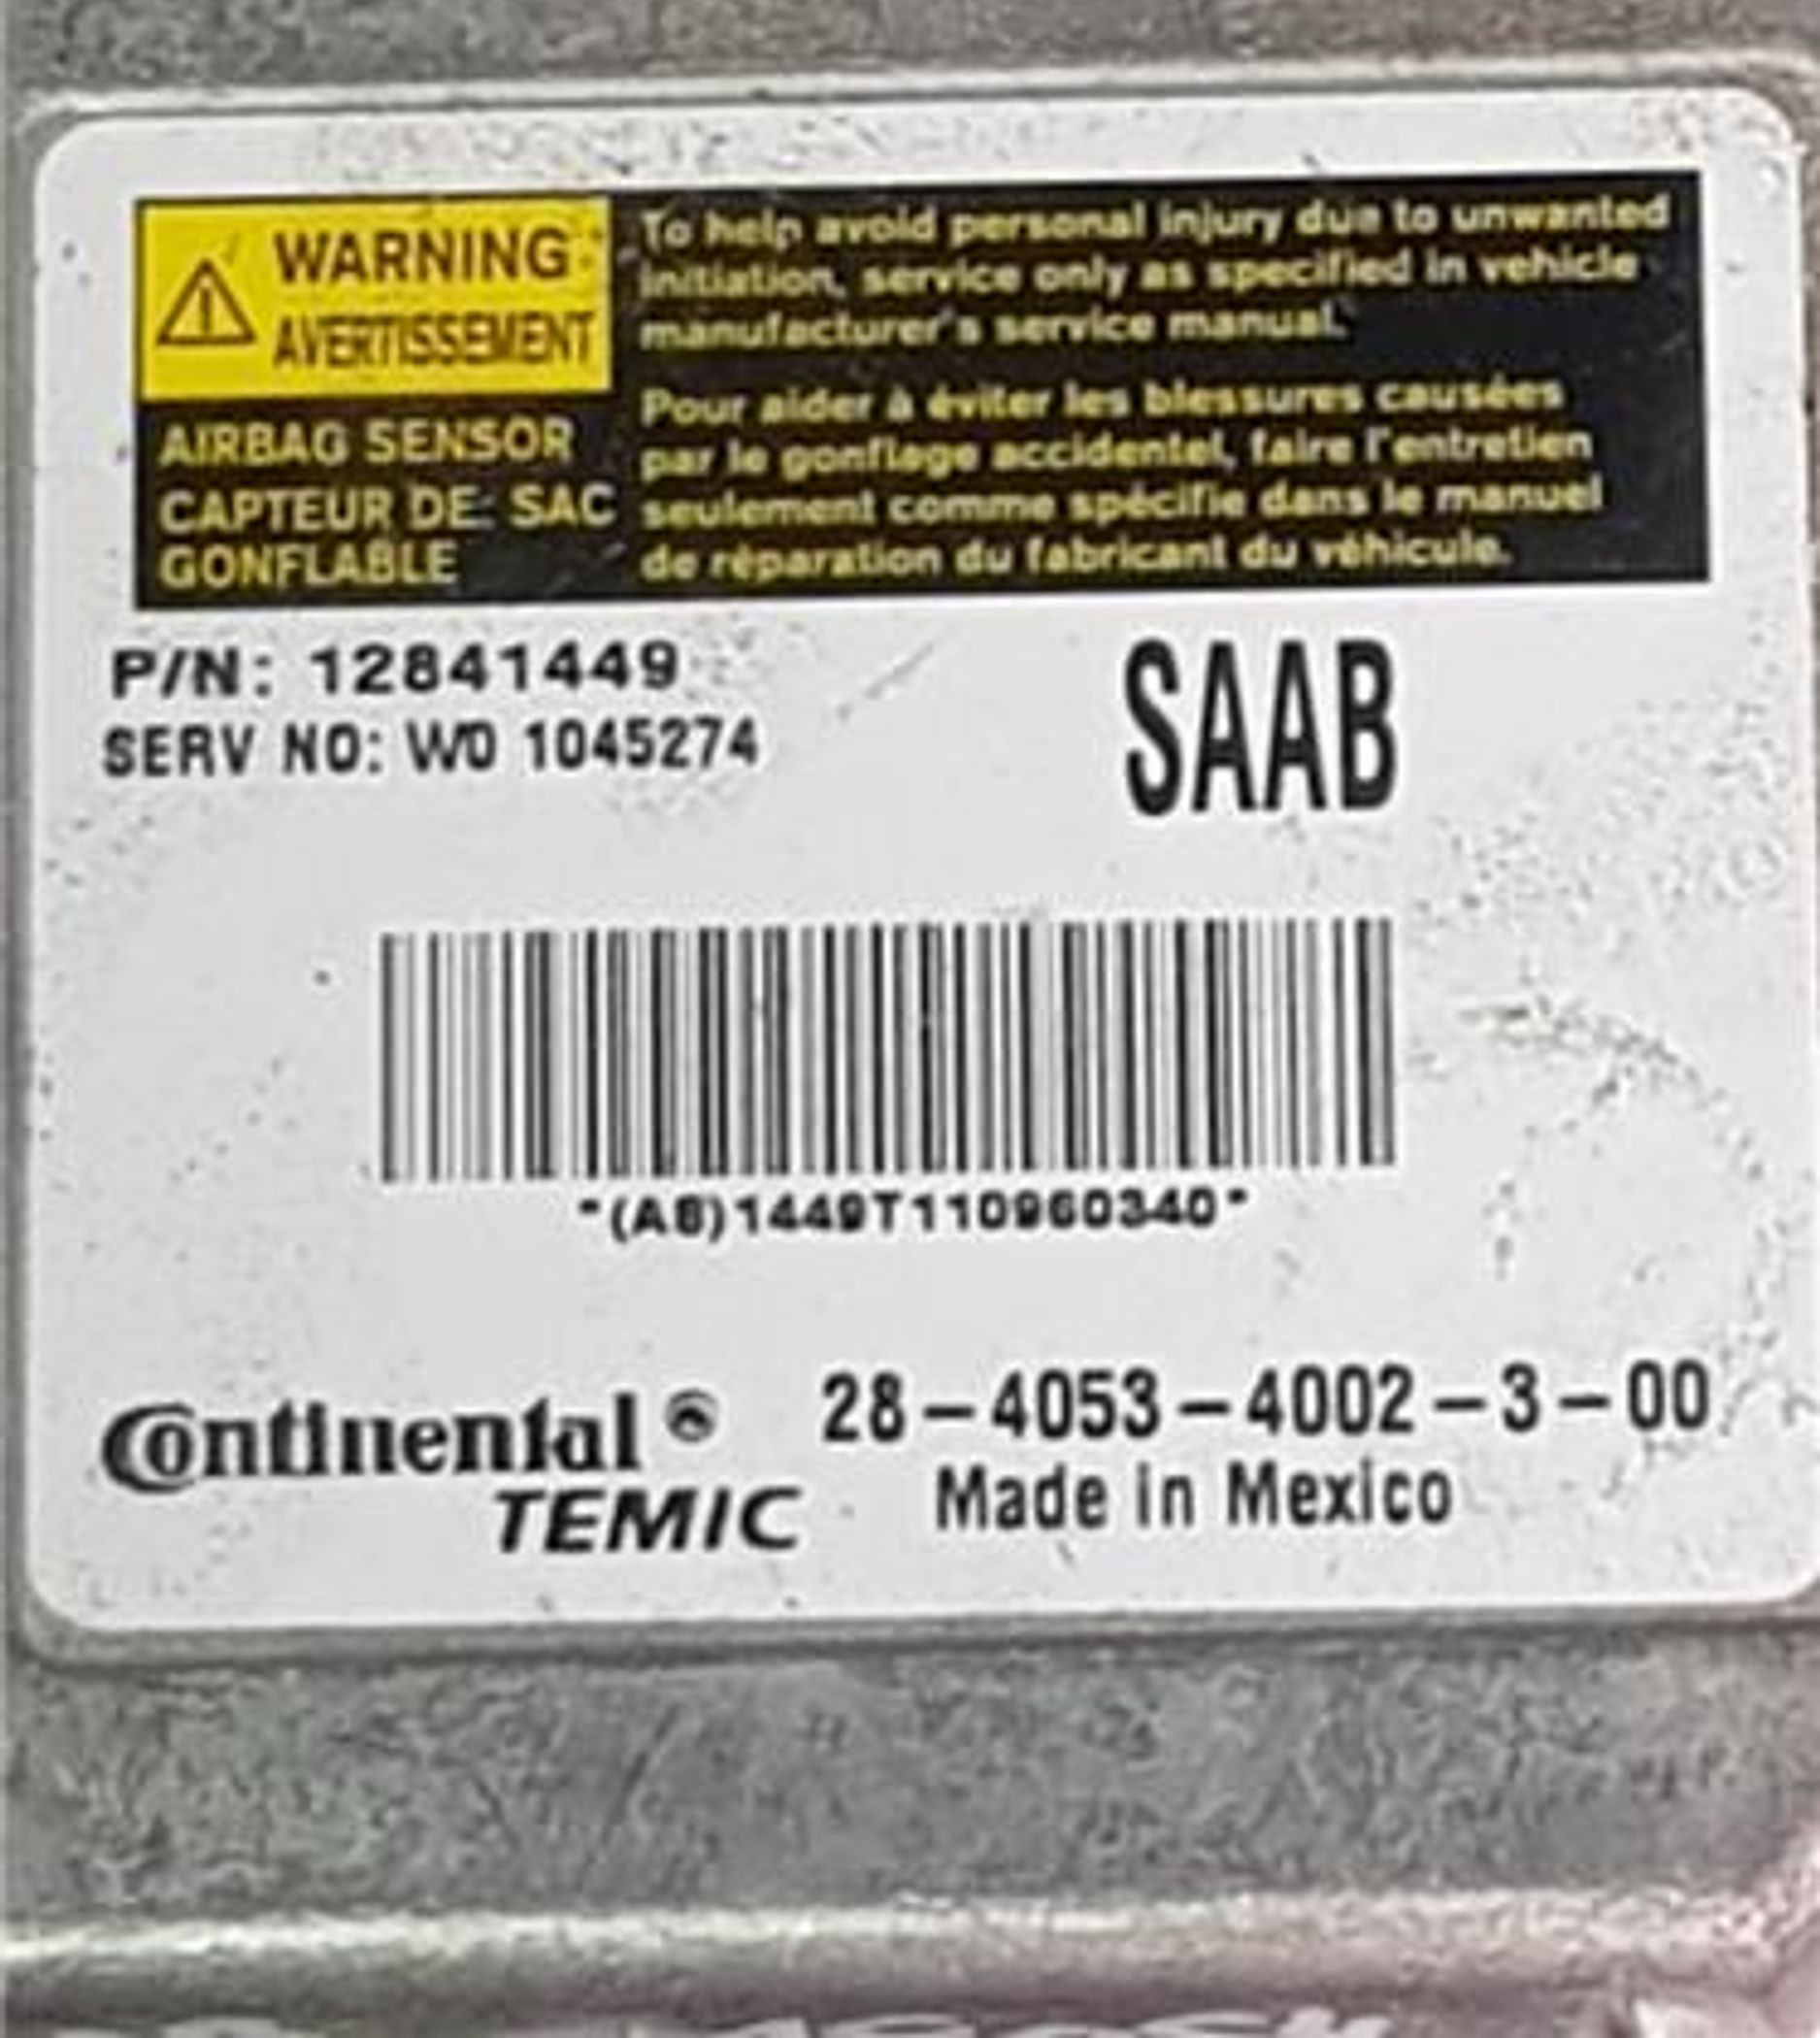 WARNING
AVERTISSEMENT
AIRBAG SENSOR
CAPTEUR DE SAC
GONFLABLE
To help avoid personal injury due to unwanted
initiation, service only as specified in vehicle
manufacturer's service manual.
Pour aider à éviter les blessures causées
par le gonflage accidentel, faire l'entretien
seulement comme spécifie dans le manuel
de réparation du fabricant du véhicule.
P/N: 12841449
SERV NO: W0 1045274
SAAB
Continental
TEMIC
28-4053-4002-3-00
Made in Mexico